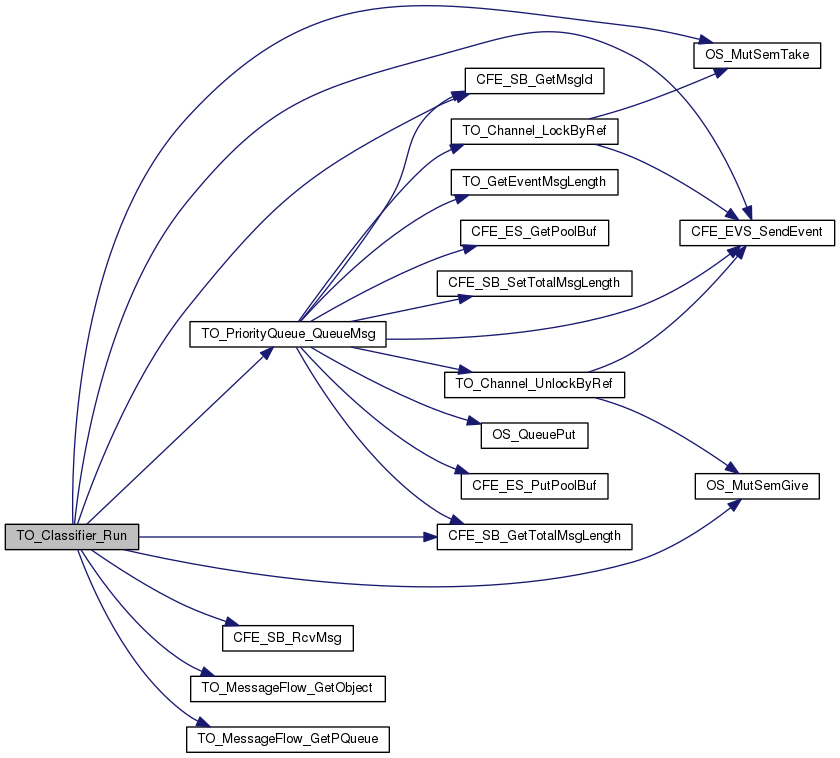 OS_MutSemTake
CFE_SB_GetMsgId
TO_Channel_LockByRef
TO_GetEventMsgLength
CFE_ES_GetPoolBuf
CFE_EVS_SendEvent
CFE_SB_SetTotalMsgLength
TO_PriorityQueue_QueueMsg
TO_Channel_UnlockByRef
OS_QueuePut
CFE_ES_PutPoolBuf
OS_MutSemGive
TO_Classifier_Run
CFE_SB_GetTotalMsgLength
CFE_SB_RcvMsg
TO_MessageFlow_GetObject
TO_MessageFlow_GetPQueue